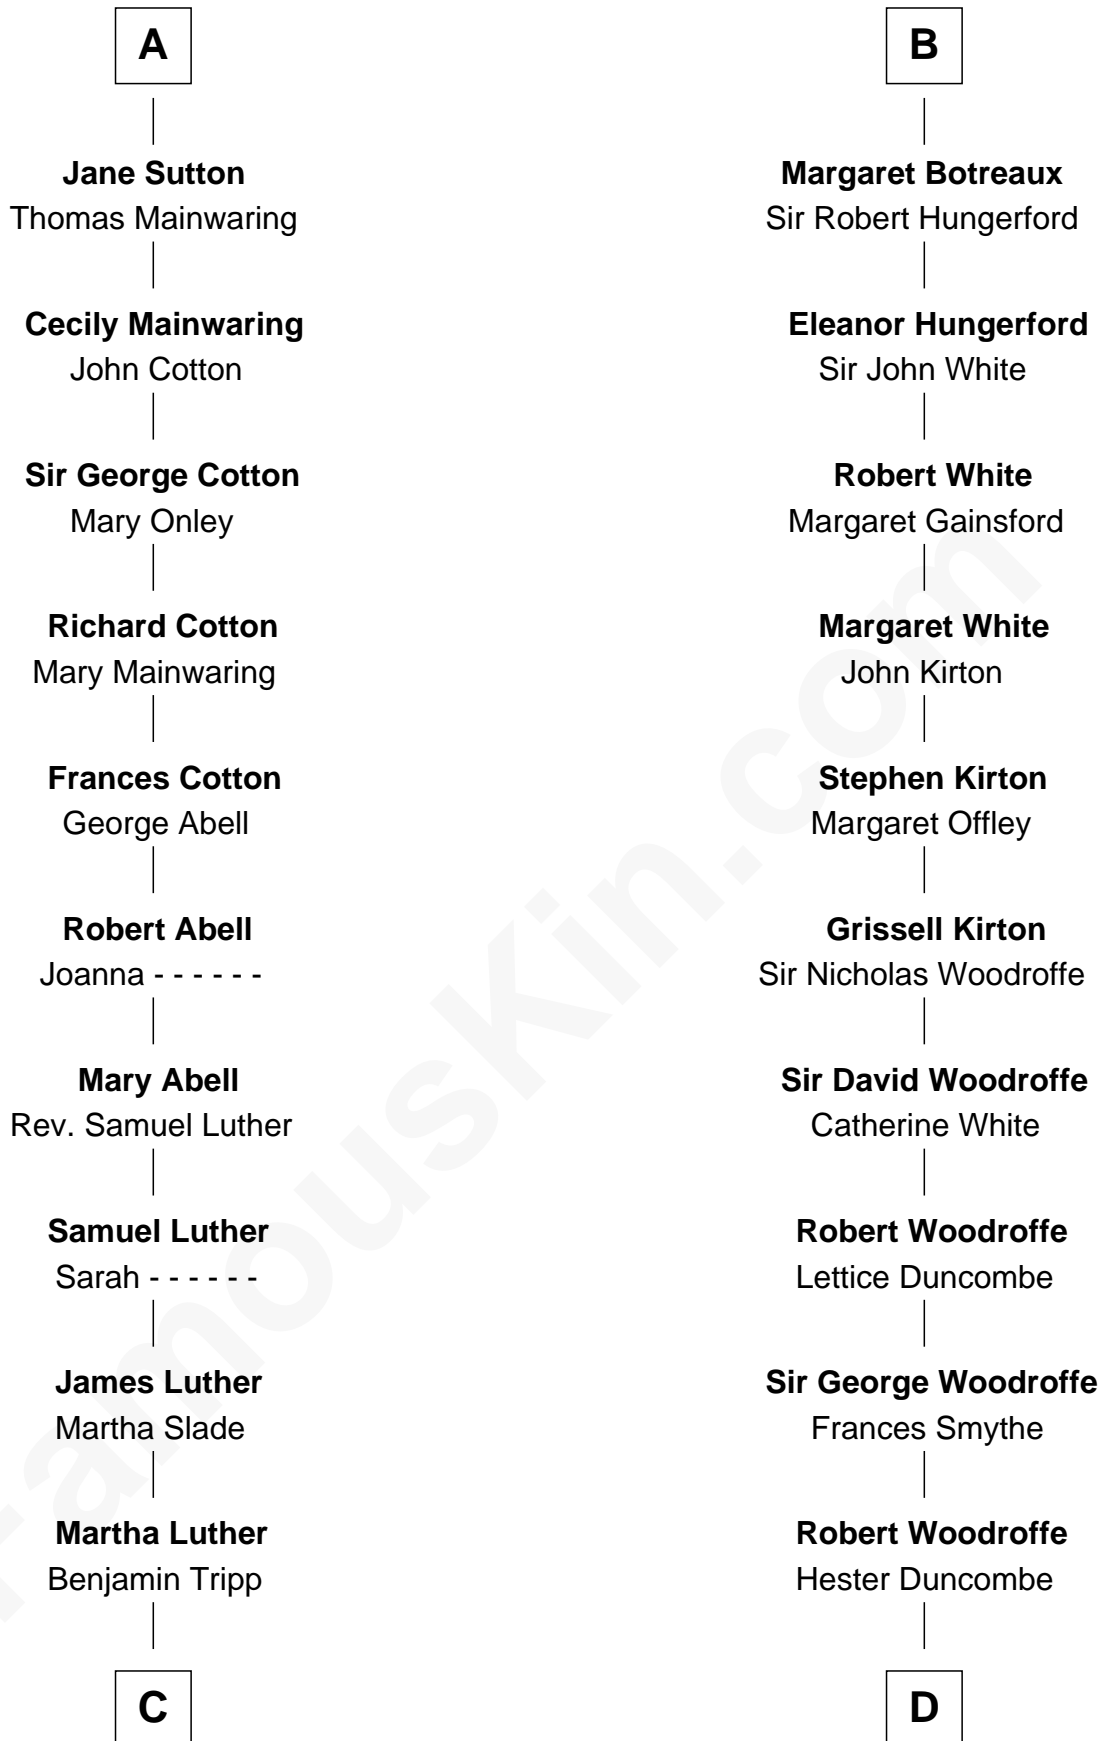 A
Jane Sutton
Thomas Mainwaring
Cecily Mainwaring
John Cotton
Sir George Cotton
Mary Onley
Richard Cotton
Mary Mainwaring
Frances Cotton
George Abell
Robert Abell
Joanna - - - - - -
Mary Abell
Rev. Samuel Luther
Samuel Luther
Sarah - - - - - -
James Luther
Martha Slade
Martha Luther
Benjamin Tripp
C
B
Margaret Botreaux
Sir Robert Hungerford
Eleanor Hungerford
Sir John White
Robert White
Margaret Gainsford
Margaret White
John Kirton
Stephen Kirton
Margaret Offley
Grissell Kirton
Sir Nicholas Woodroffe
Sir David Woodroffe
Catherine White
Robert Woodroffe
Lettice Duncombe
Sir George Woodroffe
Frances Smythe
Robert Woodroffe
Hester Duncombe
D
FamousKin.com